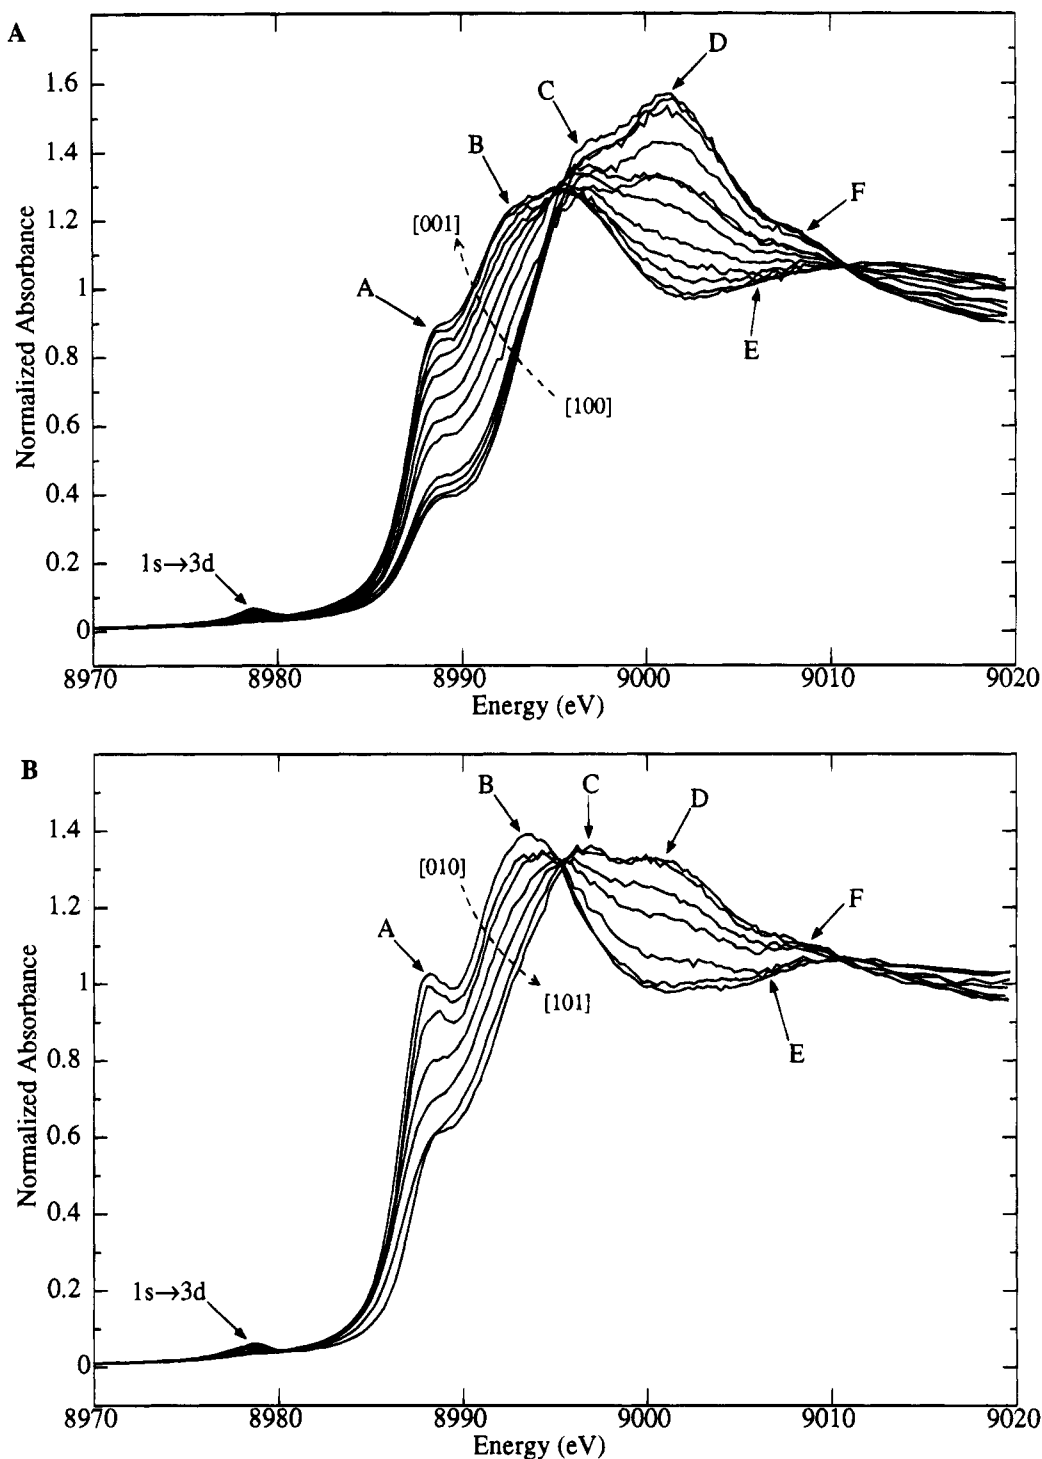 A
Normalized Absorbance
1.6
1.4
1.2
1
0.8
0.6
0.4
0.2
0
D
C
B
F
[001]
A
E
[100]
1s→3d
8970 8980 8990 9000 9010 9020
Energy (eV)
B
Normalized Absorbance
1.4
1.2
1
0.8
0.6
0.4
0.2
0
B C D
[010]
F
A
[101]
E
1s→3d
8970 8980 8990 9000 9010 9020
Energy (eV)